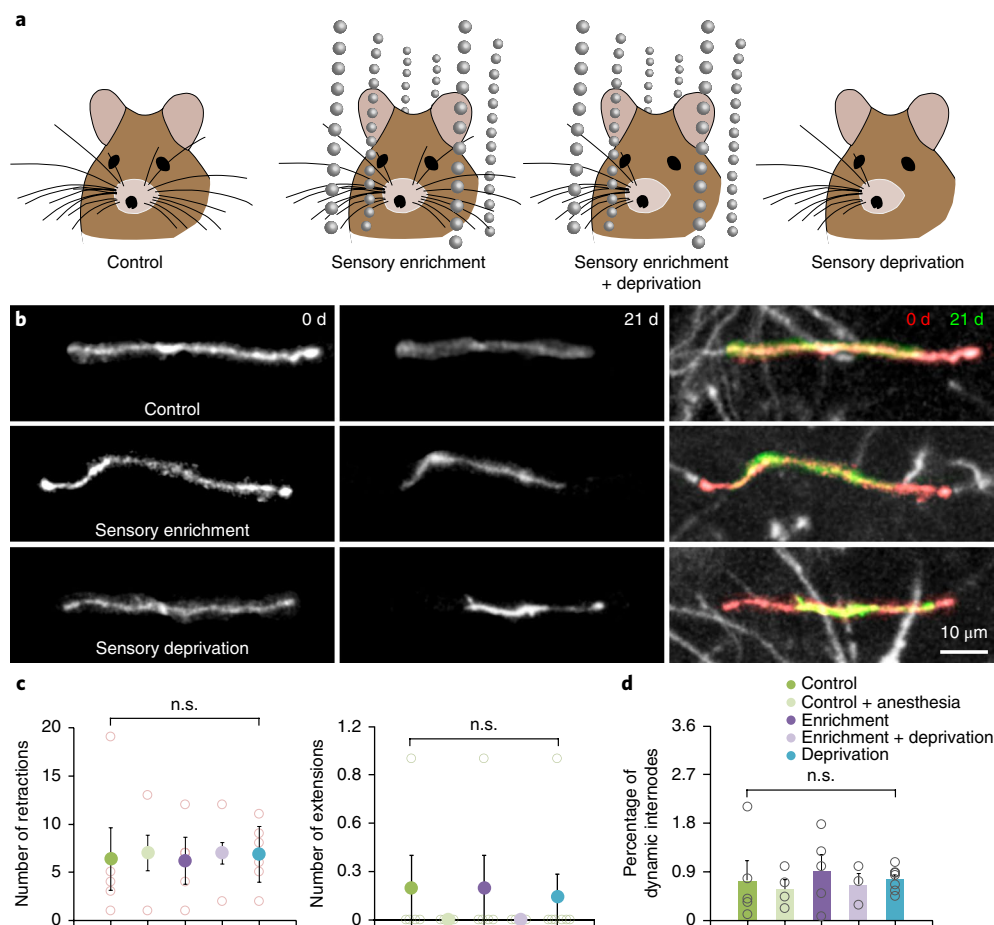 a
Control
Sensory enrichment
Sensory enrichment
+ deprivation
Sensory deprivation
b
0 d
21 d
0 d 21 d
Control
Sensory enrichment
Sensory deprivation
10 μm
c
n.s.
20
15
10
5
0
Number of retractions
n.s.
1.2
0.8
0.6
0.3
0
Number of extensions
d
Control
Control + anesthesia
Enrichment
Enrichment + deprivation
Deprivation
n.s.
3.6
2.7
1.8
0.9
0
Percentage of
dynamic internodes